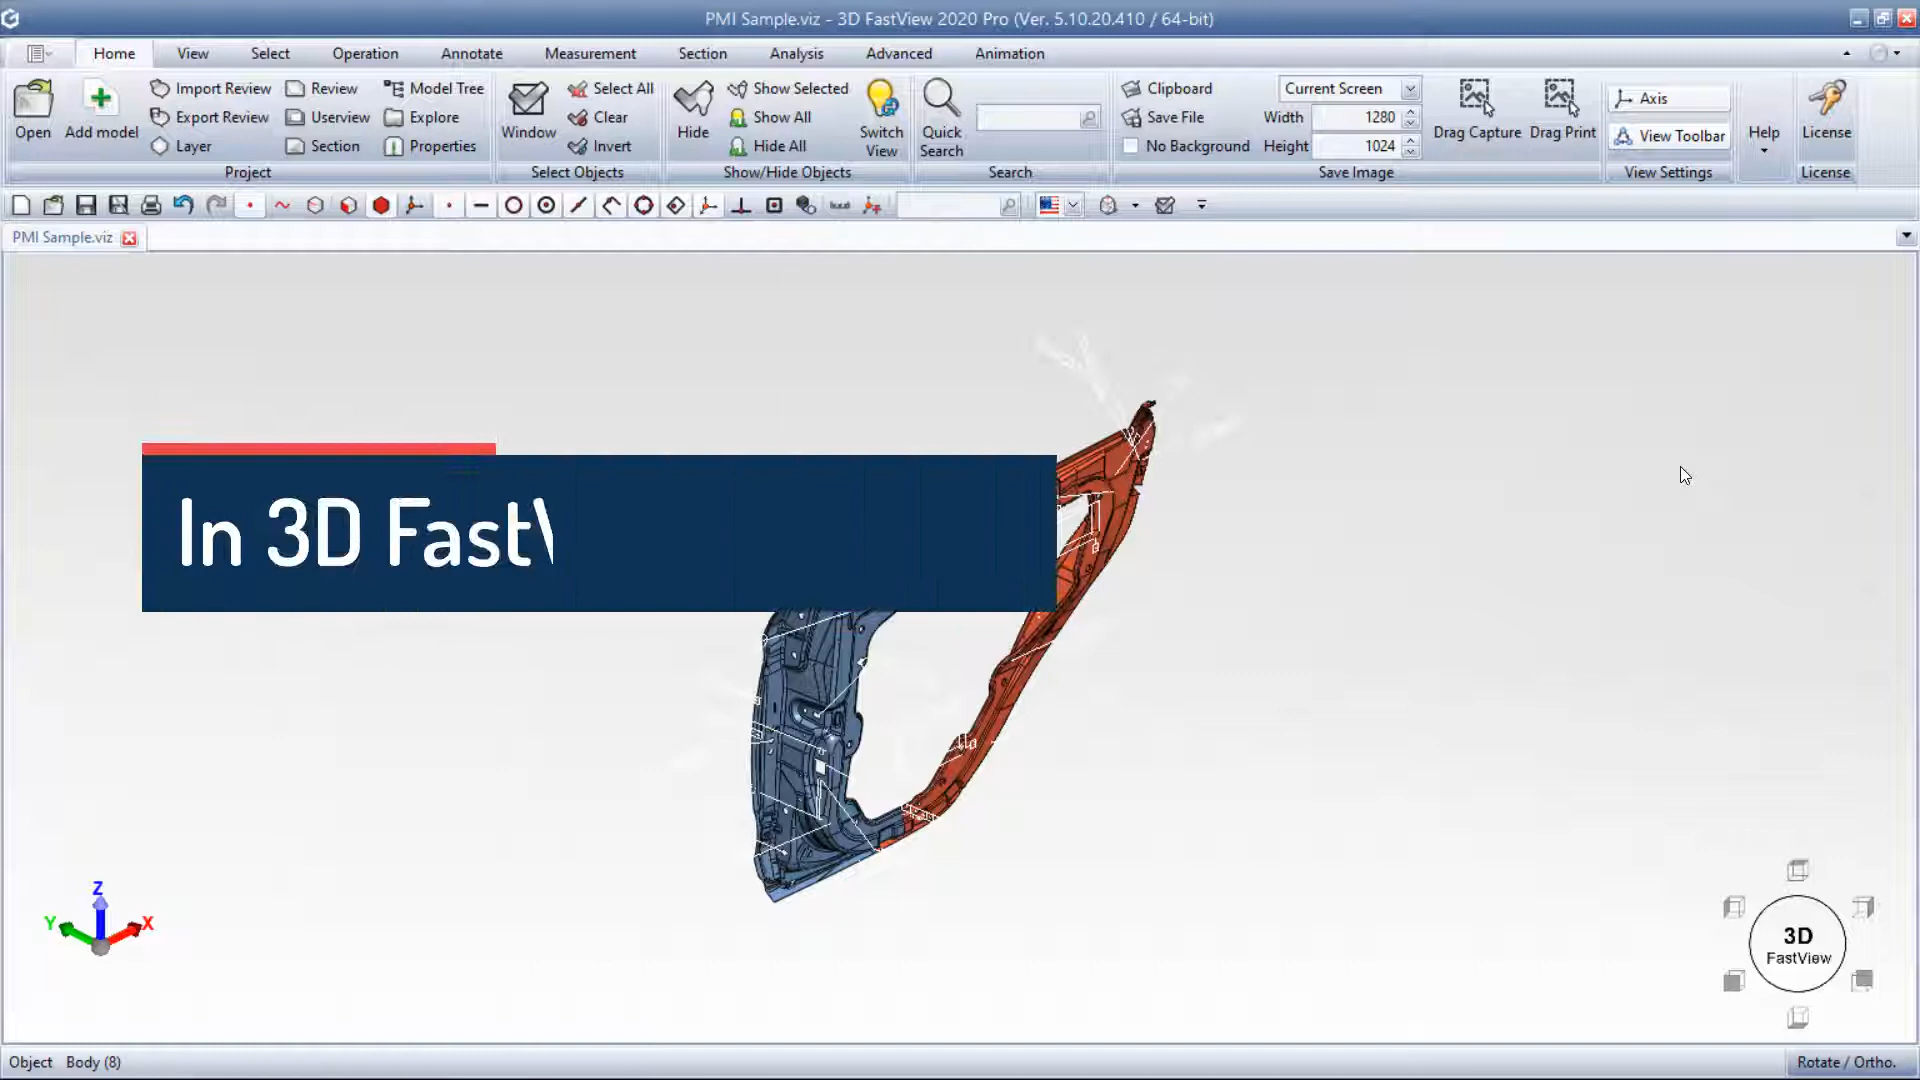 PMI Sample.viz - 3D FastView 2020 Pro (Ver. 5.10.20.410 / 64-bit)
Home View Select Operation Annotate Measurement Section Analysis Advanced Animation
Open
Add model
Import Review
Export Review
Layer
Review
Userview
Section
Model Tree
Explore
Properties
Project
Window
Select All
Clear
Invert
Select Objects
Hide
Show Selected
Show All
Hide All
Switch View
Show/Hide Objects
Quick Search
Search
Clipboard
Save File
No Background
Current Screen
Width 1280
Height 1024
Drag Capture
Drag Print
Save Image
Axis
View Toolbar
View Settings
Help
License
License
PMI Sample.viz
In 3D Fast
Z
Y
X
3D
FastView
Object Body (8)
Rotate / Ortho.